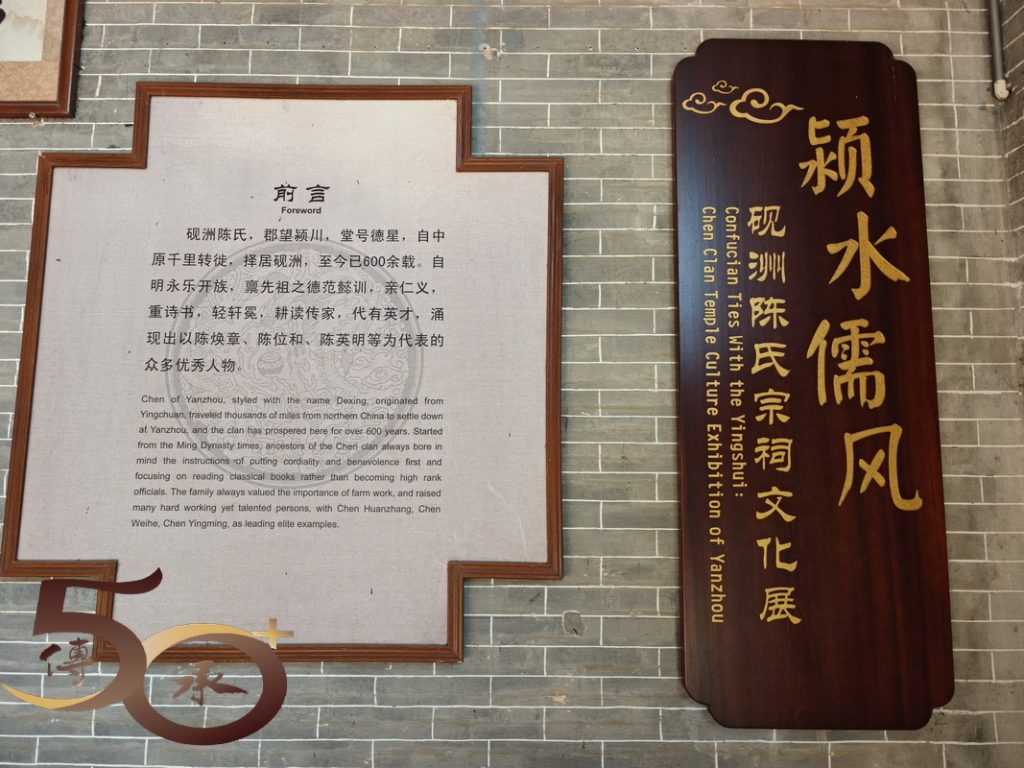 前言
Foreword
砚洲陈氏，郡望颍川，堂号德星，自中
原千里转徙，择居砚洲，至今已600余载。自
明永乐开族，禀先祖之德范懿训，亲仁义，
重诗书，轻轩冕，耕读传家，代有英才，涌
现出以陈焕章、陈位和、陈英明等为代表的
众多优秀人物。
Chen of Yanzhou, styled with the name Dexing, originated from
Yingchuan, traveled thousands of miles from northern China to settle down
at Yanzhou, and the clan has prospered here for over 600 years. Started
from the Ming Dynasty times, ancestors of the Chen clan always bore in
mind the instructions of putting cordiality and benevolence first and
focusing on reading classical books rather than becoming high rank
officials. The family always valued the importance of farm work, and raised
many hard working yet talented persons, with Chen Huanzhang, Chen
Weihe, Chen Yingming, as leading elite examples.
颍水儒风
砚洲陈氏宗祠文化展
Confucian Ties With the Yingshui:
Chen Clan Temple Culture Exhibition of Yanzhou
50+
傳承